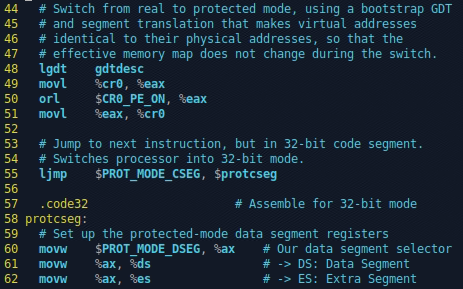 44 # Switch from real to protected mode, using a bootstrap GDT
45 # and segment translation that makes virtual addresses
46 # identical to their physical addresses, so that the
47 # effective memory map does not change during the switch.
48 lgdt gdtdesc
49 movl %cr0, %eax
50 orl $CR0_PE_ON, %eax
51 movl %eax, %cr0
52
53 # Jump to next instruction, but in 32-bit code segment.
54 # Switches processor into 32-bit mode.
55 ljmp $PROT_MODE_CSEG, $protcseg
56
57 .code32 # Assemble for 32-bit mode
58 protcseg:
59 # Set up the protected-mode data segment registers
60 movw $PROT_MODE_DSEG, %ax # Our data segment selector
61 movw %ax, %ds # -> DS: Data Segment
62 movw %ax, %es # -> ES: Extra Segment